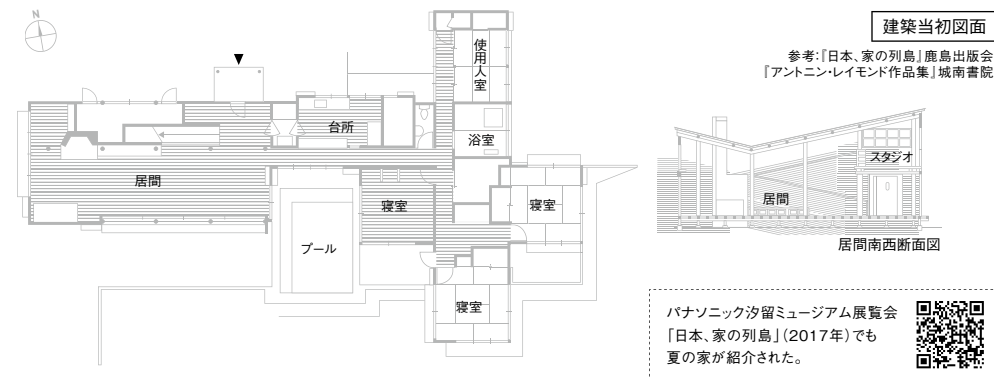 N
建築当初図面
参考:『日本、家の列島』鹿島出版会
『アントニン・レイモンド作品集』城南書院
使用人室
台所
浴室
居間
寝室
寝室
プール
寝室
スタジオ
居間
居間南西断面図
パナソニック汐留ミュージアム展覧会
「日本、家の列島」(2017年)でも
夏の家が紹介された。